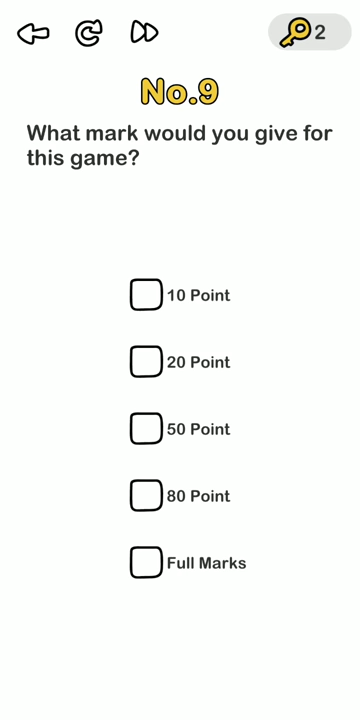 2
No.9
What mark would you give for
this game?
10 Point
20 Point
50 Point
80 Point
Full Marks